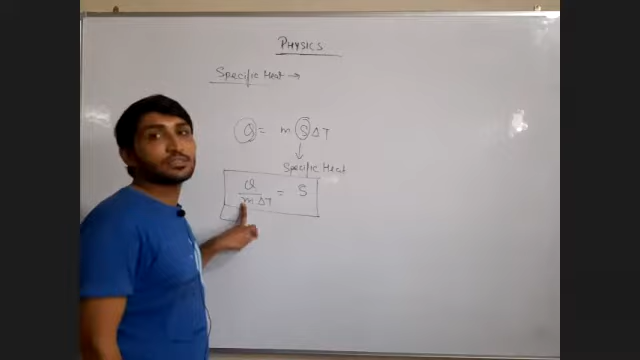 PHYSICS
Specific Heat →
Q = m S ΔT
↓
Specific Heat
Q / m ΔT = S